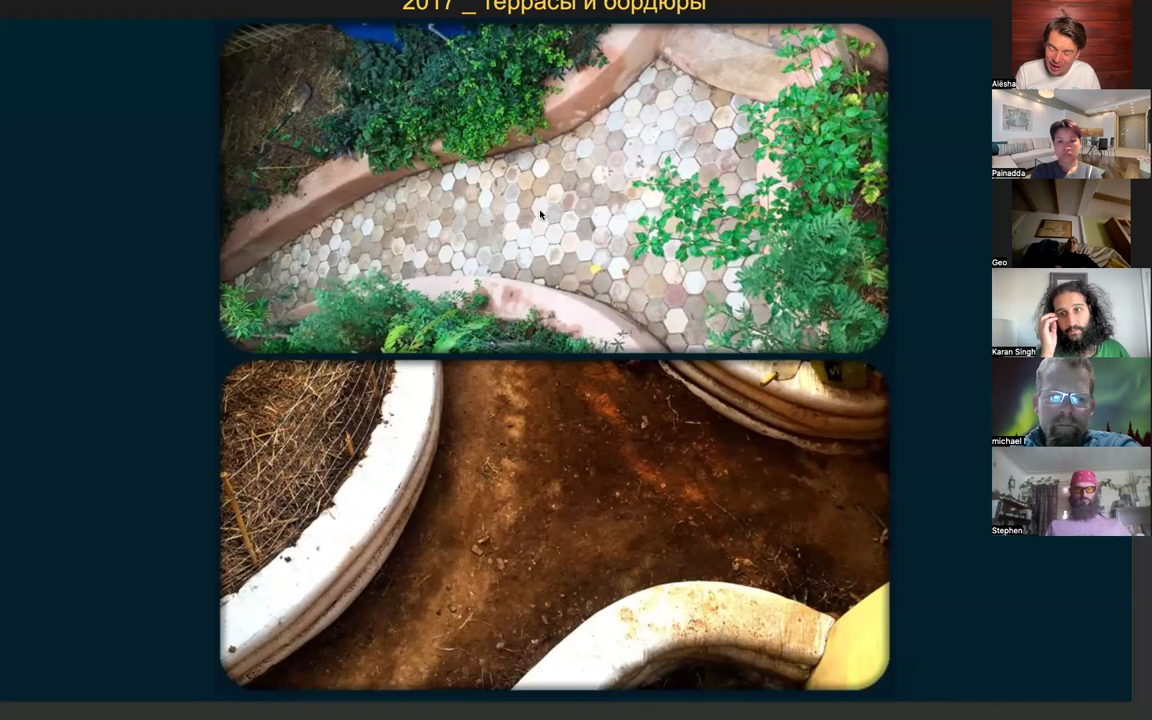 2017 _ террасы и бордюры
Alësha
Painadda
Geo
Karan Singh
michael f
Stephen